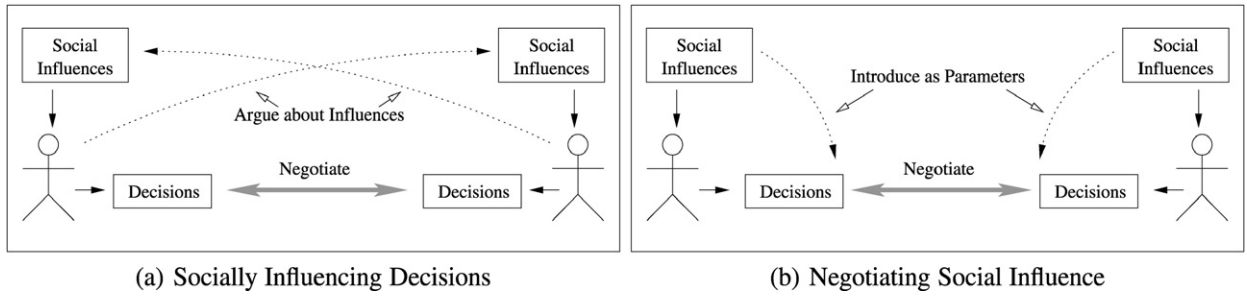 Social
Influences
Social
Influences
Argue about Influences
Negotiate
Decisions
Decisions
(a) Socially Influencing Decisions
Social
Influences
Social
Influences
Introduce as Parameters
Negotiate
Decisions
Decisions
(b) Negotiating Social Influence